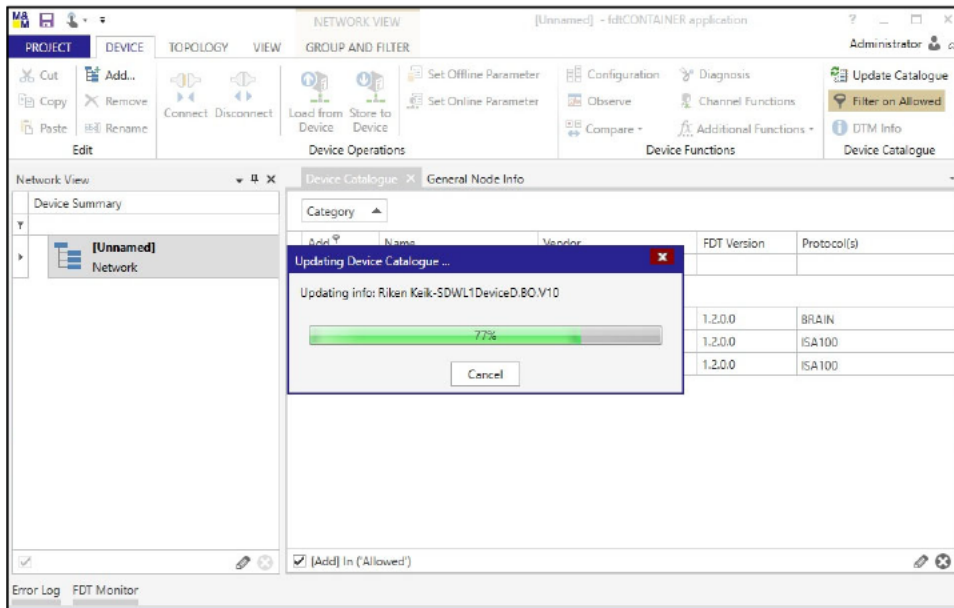 NETWORK VIEW
[Unnamed] - fdtCONTAINER application
PROJECT DEVICE TOPOLOGY VIEW GROUP AND FILTER
Administrator
Cut
Copy
Paste
Add...
Remove
Rename
Edit
Connect Disconnect
Load from Device
Store to Device
Set Offline Parameter
Set Online Parameter
Device Operations
Configuration
Observe
Compare
Diagnosis
Channel Functions
Additional Functions
Device Functions
Update Catalogue
Filter on Allowed
DTM Info
Device Catalogue
Network View
Device Summary
[Unnamed]
Network
Device Catalogue General Node Info
Category
Add Name Vendor FDT Version Protocol(s)
1.2.0.0 BRAIN
1.2.0.0 ISA100
1.2.0.0 ISA100
Updating Device Catalogue ...
Updating info: Riken Keik-SDWL1DeviceD.BO.V10
77%
Cancel
[Add] In ('Allowed')
Error Log FDT Monitor